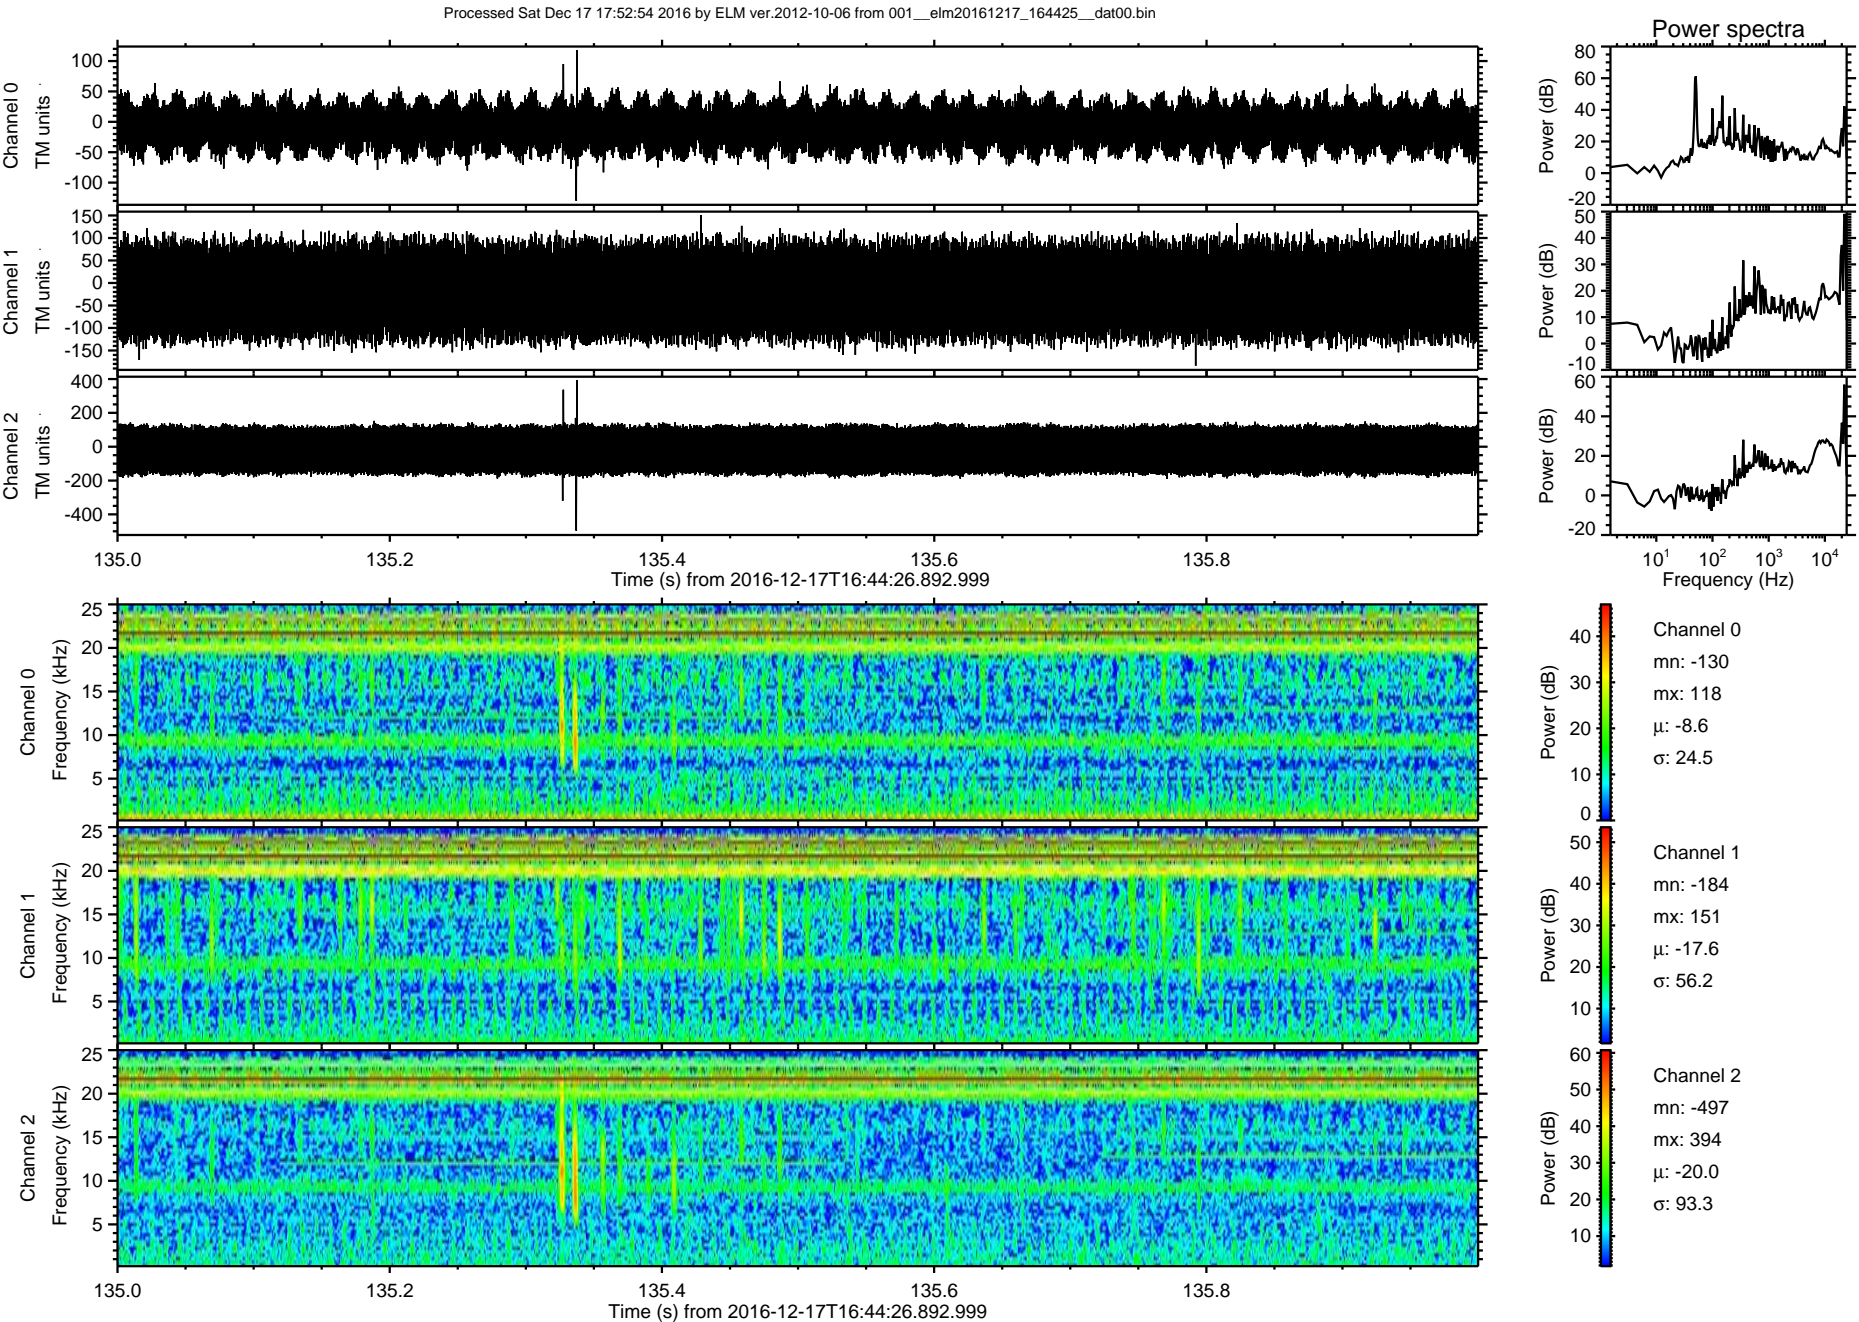 Processed Sat Dec 17 17:52:54 2016 by ELM ver.2012-10-06 from 001__elm20161217_164425__dat00.bin
Power spectra
Channel 0
TM units
100
50
0
-50
-100
Power (dB)
80
60
40
20
0
-20
Channel 1
TM units
150
100
50
0
-50
-100
-150
Power (dB)
50
40
30
20
10
0
-10
Channel 2
TM units
400
200
0
-200
-400
Power (dB)
60
40
20
0
-20
135.0 135.2 135.4 135.6 135.8
Time (s) from 2016-12-17T16:44:26.892.999
10¹ 10² 10³ 10⁴
Frequency (Hz)
Channel 0
Frequency (kHz)
25
20
15
10
5
Power (dB)
40
30
20
10
0
Channel 0
mn: -130
mx: 118
μ: -8.6
σ: 24.5
Channel 1
Frequency (kHz)
25
20
15
10
5
Power (dB)
50
40
30
20
10
Channel 1
mn: -184
mx: 151
μ: -17.6
σ: 56.2
Channel 2
Frequency (kHz)
25
20
15
10
5
Power (dB)
60
50
40
30
20
10
Channel 2
mn: -497
mx: 394
μ: -20.0
σ: 93.3
135.0 135.2 135.4 135.6 135.8
Time (s) from 2016-12-17T16:44:26.892.999